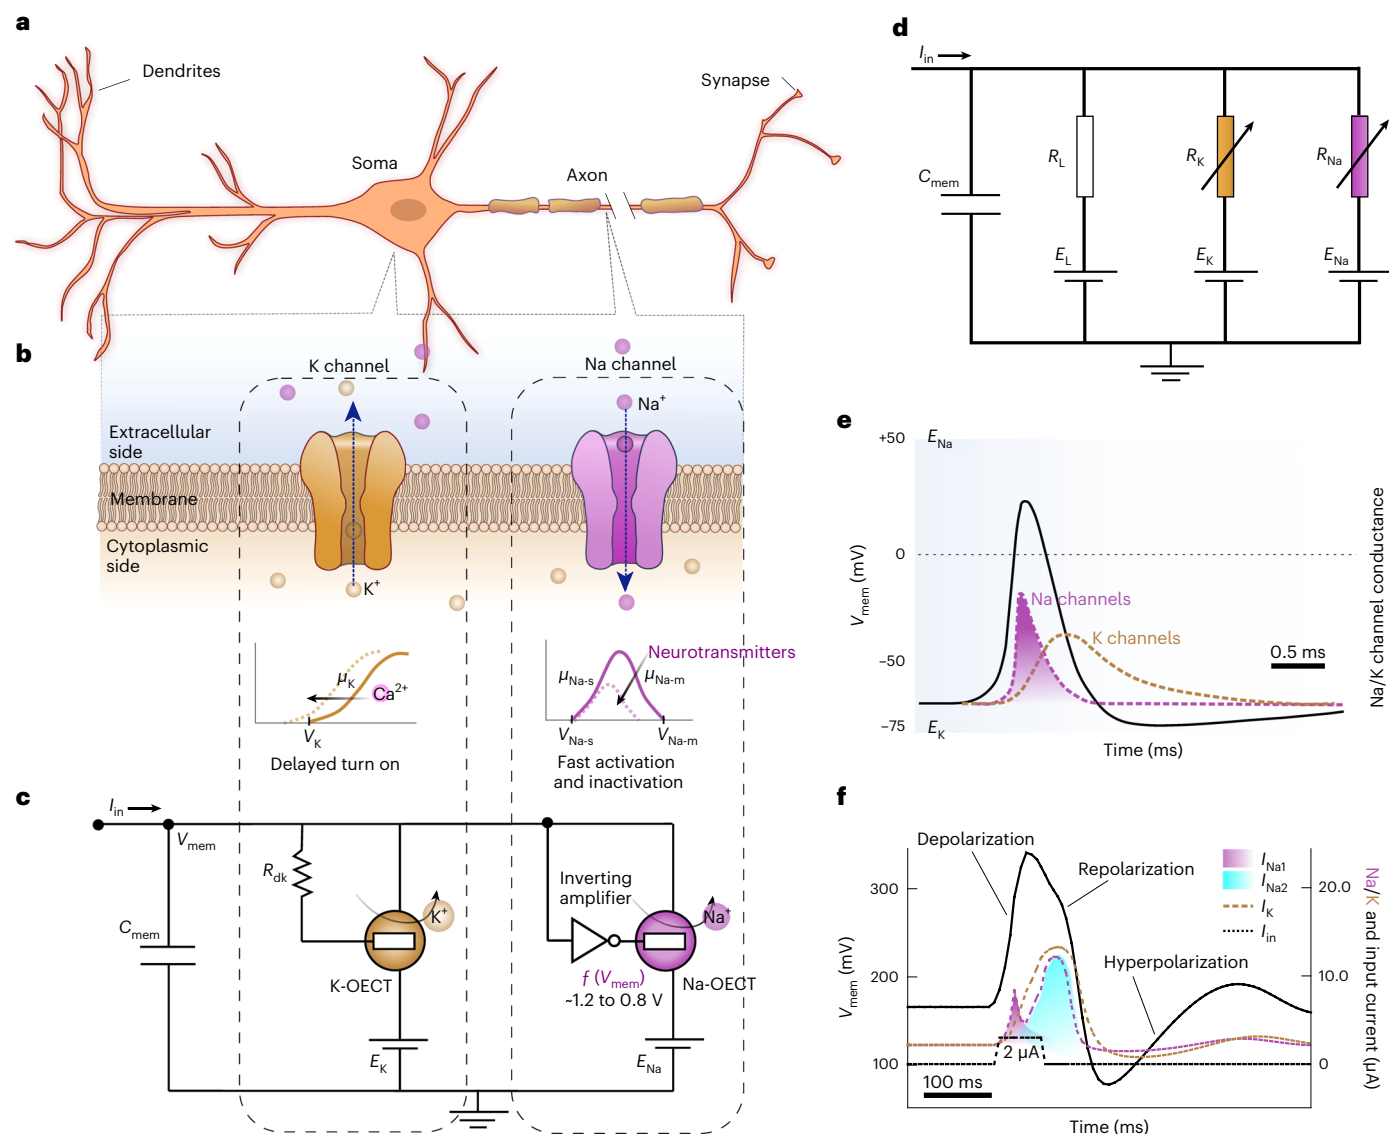 a
Dendrites
Soma
Axon
Synapse
b
K channel
Na channel
Na⁺
Extracellular
side
Membrane
Cytoplasmic
side
K⁺
μK
Ca²⁺
VK
Delayed turn on
Neurotransmitters
μNa-s
μNa-m
VNa-s
VNa-m
Fast activation
and inactivation
c
Iin
Vmem
Rdk
Cmem
K⁺
K-OECT
EK
Inverting
amplifier
f (Vmem)
~1.2 to 0.8 V
Na⁺
Na-OECT
ENa
d
Iin
Cmem
RL
RK
RNa
EL
EK
ENa
e
+50
0
−50
−75
Vmem (mV)
ENa
EK
Na channels
K channels
0.5 ms
Time (ms)
Na/K channel conductance
f
Depolarization
Repolarization
Hyperpolarization
INa1
INa2
IK
Iin
300
200
100
Vmem (mV)
20.0
10.0
0
Na/K and input current (μA)
2 μA
100 ms
Time (ms)